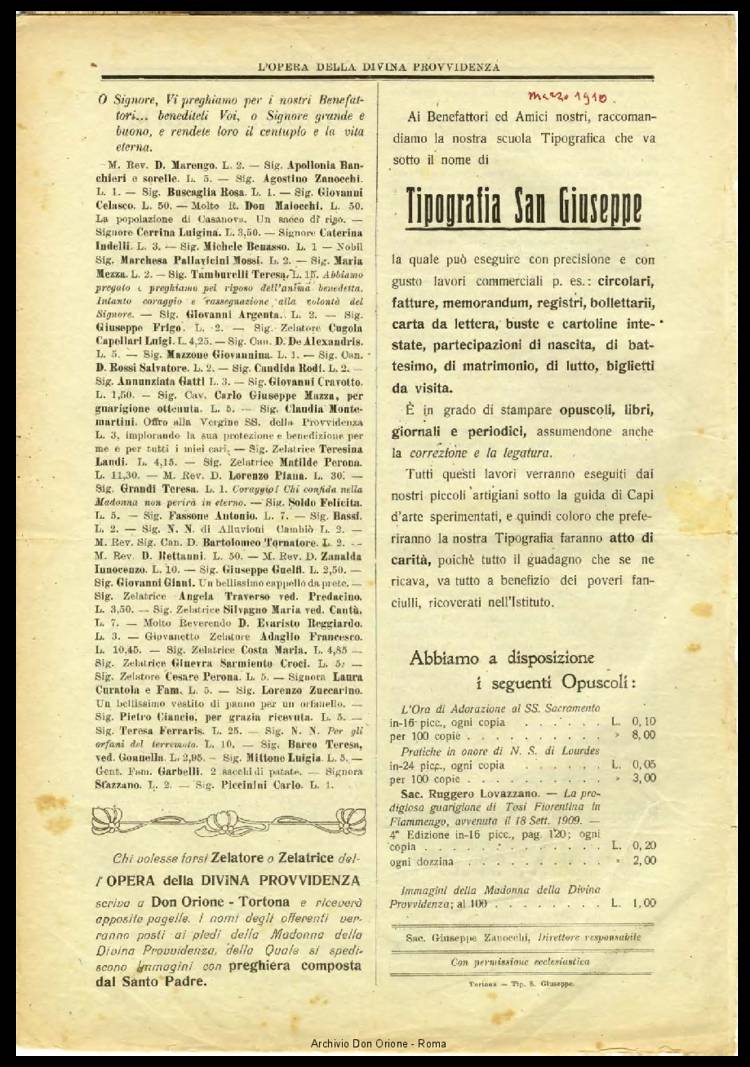 L'OPERA DELLA DIVINA PROVVIDENZA
O Signore, Vi preghiamo per i nostri Benefat-
tori... benediteli Voi, o Signore grande e
buono, e rendete loro il centuplo e la vita
eterna.
M. Rev. D. Marengo. L. 2. — Sig. Apollonia Ban-
chieri e sorelle. L. 5. — Sig. Agostino Zanocchi.
L. 1. — Sig. Buscaglia Rosa. L. 1. — Sig. Giovanni
Celasco. L. 50. — Molto R. Don Maiocchi. L. 50.
La popolazione di Casanova. Un sacco di riso. —
Signore Cerrina Luigina. L. 3,50. — Signore Caterina
Indelli. L. 3. — Sig. Michele Benasso. L. 1 — Nobil
Sig. Marchesa Pallavicini Mossi. L. 2. — Sig. Maria
Mezza. L. 2. — Sig. Tamburelli Teresa. L. 15. Abbiamo
pregato e preghiamo pel riposo dell'anima benedetta.
Intanto coraggio e rassegnazione alla volontà del
Signore. — Sig. Giovanni Argenta. L. 2. — Sig.
Giuseppe Frigo. L. 2. — Sig. Zelatore Cugola
Capellari Luigi. L. 4,25. — Sig. Can. D. De Alexandris.
L. 5. — Sig. Mazzone Giovannina. L. 1. — Sig. Can.
D. Rossi Salvatore. L. 2. — Sig. Candida Rodi. L. 2. —
Sig. Annunziata Gatti L. 3. — Sig. Giovanni Cravotto.
L. 1,50. — Sig. Cav. Carlo Giuseppe Mazza, per
guarigione ottenuta. L. 5. — Sig. Claudia Monte-
martini. Offro alla Vergine SS. della Provvidenza
L. 3, implorando la sua protezione e benedizione per
me e per tutti i miei cari. — Sig. Zelatrice Teresina
Landi. L. 4,15. — Sig. Zelatrice Matilde Perona.
L. 11,30. — M. Rev. D. Lorenzo Piana. L. 30. —
Sig. Grandi Teresa. L. 1. Coraggio! Chi confida nella
Madonna non perirà in eterno. — Sig. Soldo Felicita.
L. 5. — Sig. Fassone Antonio. L. 7. — Sig. Bassi.
L. 2. — Sig. N. N. di Alluvioni Cambiò L. 2. —
M. Rev. Sig. Can. D. Bartolomeo Tornatore. L. 2. —
M. Rev. D. Rettanni. L. 50. — M. Rev. D. Zanalda
Innocenzo. L. 10. — Sig. Giuseppe Guelfi. L. 2,50. —
Sig. Giovanni Giani. Un bellissimo cappello da prete. —
Sig. Zelatrice Angela Traverso ved. Predacino.
L. 3,50. — Sig. Zelatrice Silvagno Maria ved. Cantù.
L. 7. — Molto Reverendo D. Evaristo Reggiardo.
L. 3. — Giovanetto Zelatore Adaglio Francesco.
L. 10,45. — Sig. Zelatrice Costa Maria. L. 4,85 —
Sig. Zelatrice Ginevra Sarmiento Croci. L. 5. —
Sig. Zelatore Cesare Perona. L. 5. — Signora Laura
Curatola e Fam. L. 5. — Sig. Lorenzo Zuccarino.
Un bellissimo vestito di panno per un orfanello. —
Sig. Pietro Ciancio, per grazia ricevuta. L. 5. —
Sig. Teresa Ferraris. L. 25. — Sig. N. N. Per gli
orfani del terremoto. L. 10. — Sig. Barco Teresa,
ved. Gonnella. L. 2,95. — Sig. Mittone Luigia. L. 5. —
Gent. Fam. Garbelli. 2 sacchi di patate. — Signora
Stazzano. L. 2. — Sig. Piccinini Carlo. L. 1.
Chi volesse farsi Zelatore o Zelatrice del-
l'OPERA della DIVINA PROVVIDENZA
scriva a Don Orione - Tortona e riceverà
apposite pagelle. I nomi degli offerenti ver-
ranno posti ai piedi della Madonna della
Divina Provvidenza, della Quale si spedi-
scono Immagini con preghiera composta
dal Santo Padre.
marzo 1910.
Ai Benefattori ed Amici nostri, raccoman-
diamo la nostra scuola Tipografica che va
sotto il nome di
Tipografia San Giuseppe
la quale può eseguire con precisione e con
gusto lavori commerciali p. es.: circolari,
fatture, memorandum, registri, bollettarii,
carta da lettera, buste e cartoline inte-
state, partecipazioni di nascita, di bat-
tesimo, di matrimonio, di lutto, biglietti
da visita.
È in grado di stampare opuscoli, libri,
giornali e periodici, assumendone anche
la correzione e la legatura.
Tutti questi lavori verranno eseguiti dai
nostri piccoli artigiani sotto la guida di Capi
d'arte sperimentati, e quindi coloro che prefe-
riranno la nostra Tipografia faranno atto di
carità, poichè tutto il guadagno che se ne
ricava, va tutto a benefizio dei poveri fan-
ciulli, ricoverati nell'Istituto.
Abbiamo a disposizione
i seguenti Opuscoli:
L'Ora di Adorazione al SS. Sacramento
in-16 picc., ogni copia . . . . . . L. 0,10
per 100 copie . . . . . . . . . » 8,00
Pratiche in onore di N. S. di Lourdes
in-24 picc., ogni copia . . . . . . L. 0,05
per 100 copie . . . . . . . . . » 3,00
Sac. Ruggero Lovazzano. — La pro-
digiosa guarigione di Tosi Fiorentina in
Fiammengo, avvenuta il 18 Sett. 1909. —
4ª Edizione in-16 picc., pag. 120; ogni
copia . . . . . . . . . . . . L. 0,20
ogni dozzina . . . . . . . . . » 2,00
Immagini della Madonna della Divina
Provvidenza; al 100 . . . . . . . L. 1,00
Sac. Giuseppe Zanocchi, Direttore responsabile
Con permissione ecclesiastica
Tortona — Tip. S. Giuseppe.
Archivio Don Orione - Roma